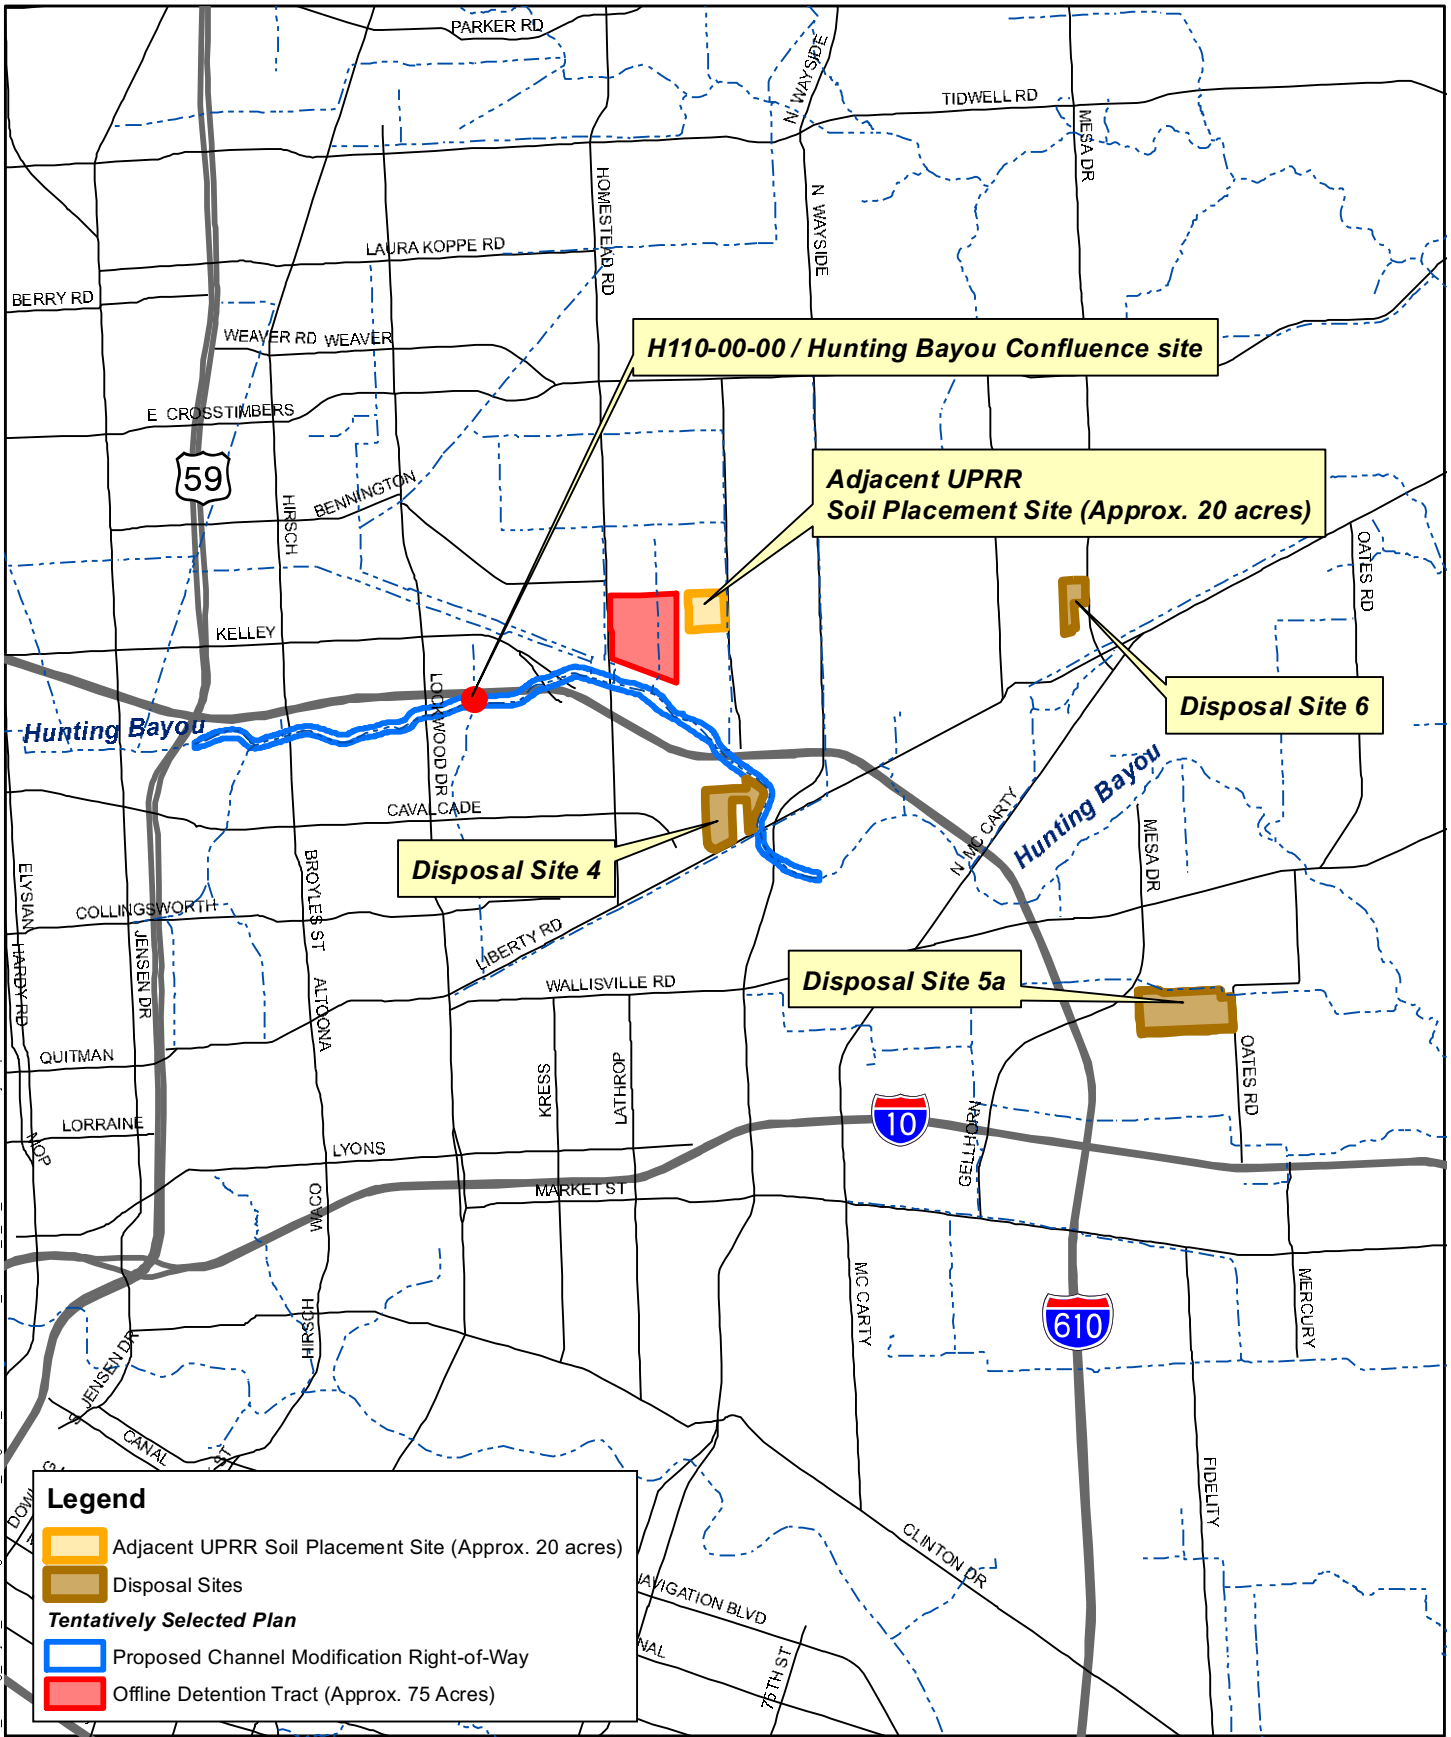 PARKER RD
N. WAYSIDE
TIDWELL RD
MESA DR
HOMESTEAD RD
N WAYSIDE
LAURA KOPPE RD
BERRY RD
WEAVER RD WEAVER
H110-00-00 / Hunting Bayou Confluence site
E CROSSTIMBERS
59
Adjacent UPRR
Soil Placement Site (Approx. 20 acres)
BENNINGTON
HIRSCH
OATES RD
KELLEY
LOCKWOOD DR
Disposal Site 6
Hunting Bayou
Hunting Bayou
CAVALCADE
N MC CARTY
MESA DR
Disposal Site 4
ELYSIAN
BROYLES ST
COLLINGSWORTH
JENSEN DR
HARDY RD
LIBERTY RD
WALLISVILLE RD
Disposal Site 5a
ALTOONA
QUITMAN
KRESS
LATHROP
OATES RD
LORRAINE
10
GELLHORN
MOP
LYONS
WACO
MARKET ST
MC CARTY
MERCURY
610
HIRSCH
S JENSEN DR
CANAL
ST
DOW
FIDELITY
CLINTON DR
NAVIGATION BLVD
NAL
75TH ST
Legend
Adjacent UPRR Soil Placement Site (Approx. 20 acres)
Disposal Sites
Tentatively Selected Plan
Proposed Channel Modification Right-of-Way
Offline Detention Tract (Approx. 75 Acres)